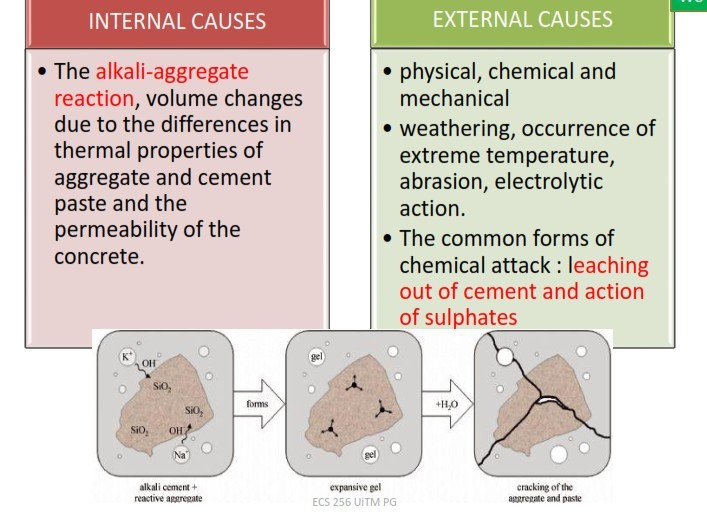 INTERNAL CAUSES
• The alkali-aggregate
reaction, volume changes
due to the differences in
thermal properties of
aggregate and cement
paste and the
permeability of the
concrete.
EXTERNAL CAUSES
• physical, chemical and
mechanical
• weathering, occurrence of
extreme temperature,
abrasion, electrolytic
action.
• The common forms of
chemical attack : leaching
out of cement and action
of sulphates
K⁺
OH⁻
SiO₂
SiO₂
SiO₂
OH⁻
Na⁺
alkali cement +
reactive aggregate
forms
gel
gel
expansive gel
+H₂O
cracking of the
aggregate and paste
ECS 256 UiTM PG